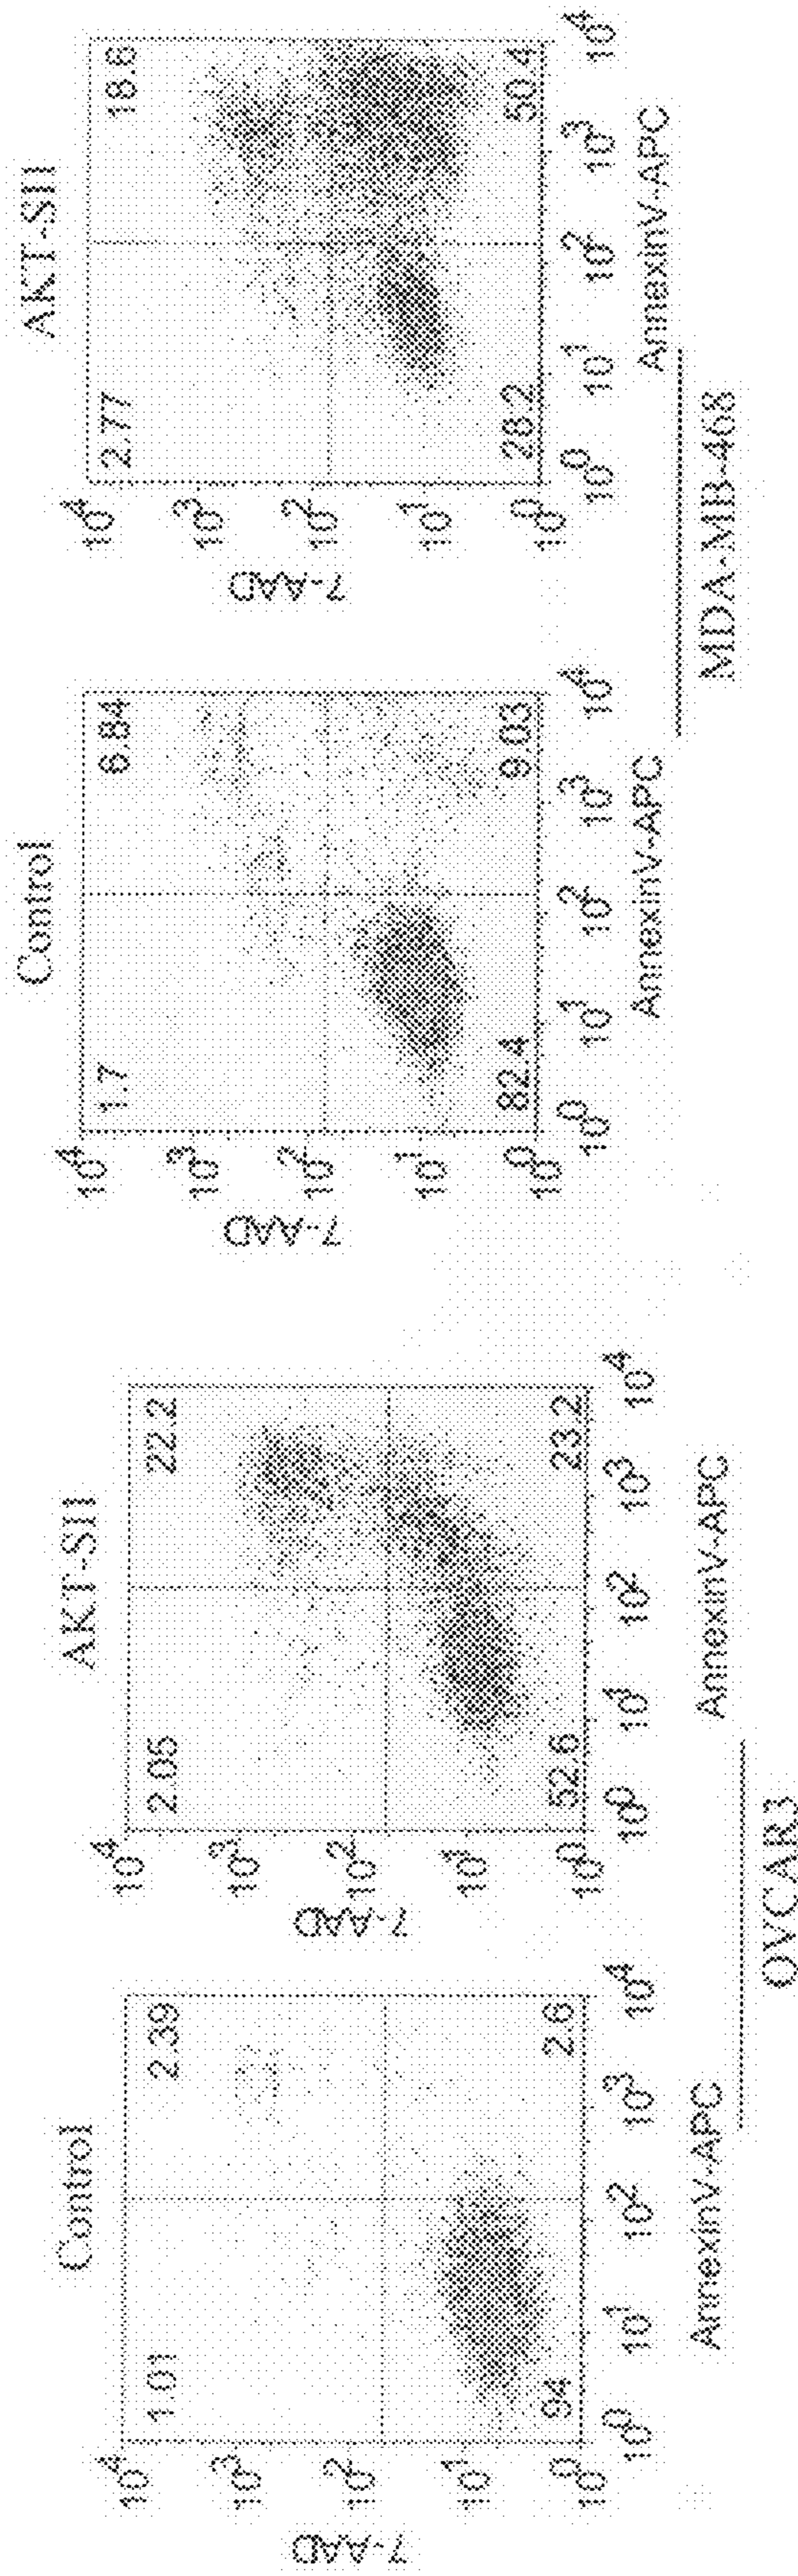 Control
7-AAD
10^4
10^3
10^2
10^1
10^0
1.01
2.39
94
2.6
10^0 10^1 10^2 10^3 10^4
AnnexinV-APC
AKT-SI1
7-AAD
10^4
10^3
10^2
10^1
10^0
2.05
22.2
52.6
23.2
10^0 10^1 10^2 10^3 10^4
AnnexinV-APC
OVCAR3
Control
7-AAD
10^4
10^3
10^2
10^1
10^0
1.7
6.84
82.4
9.03
10^0 10^1 10^2 10^3 10^4
AnnexinV-APC
AKT-SI1
7-AAD
10^4
10^3
10^2
10^1
10^0
2.77
18.6
28.2
50.4
10^0 10^1 10^2 10^3 10^4
AnnexinV-APC
MDA-MB-468